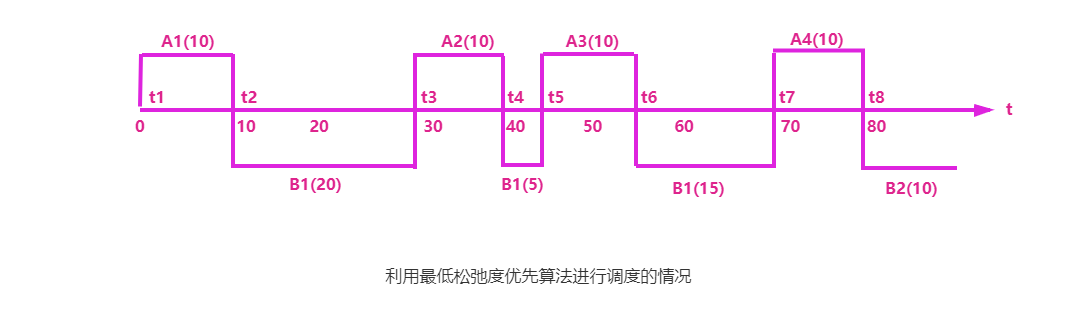 A1(10) A2(10) A3(10) A4(10)
t1 t2 t3 t4 t5 t6 t7 t8 t
0 10 20 30 40 50 60 70 80
B1(20) B1(5) B1(15) B2(10)
利用最低松弛度优先算法进行调度的情况